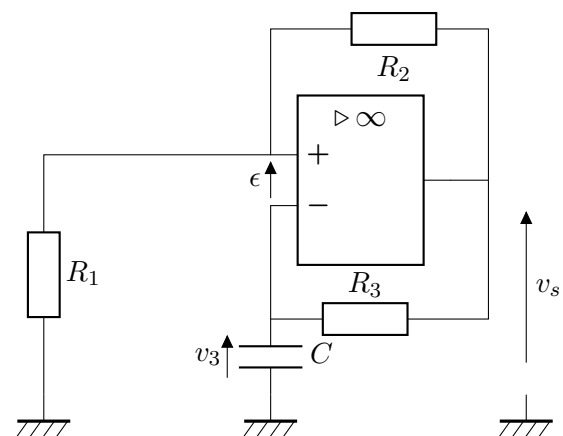 R₂
▷∞
+
ϵ
−
R₁
R₃
vₛ
v₃
C